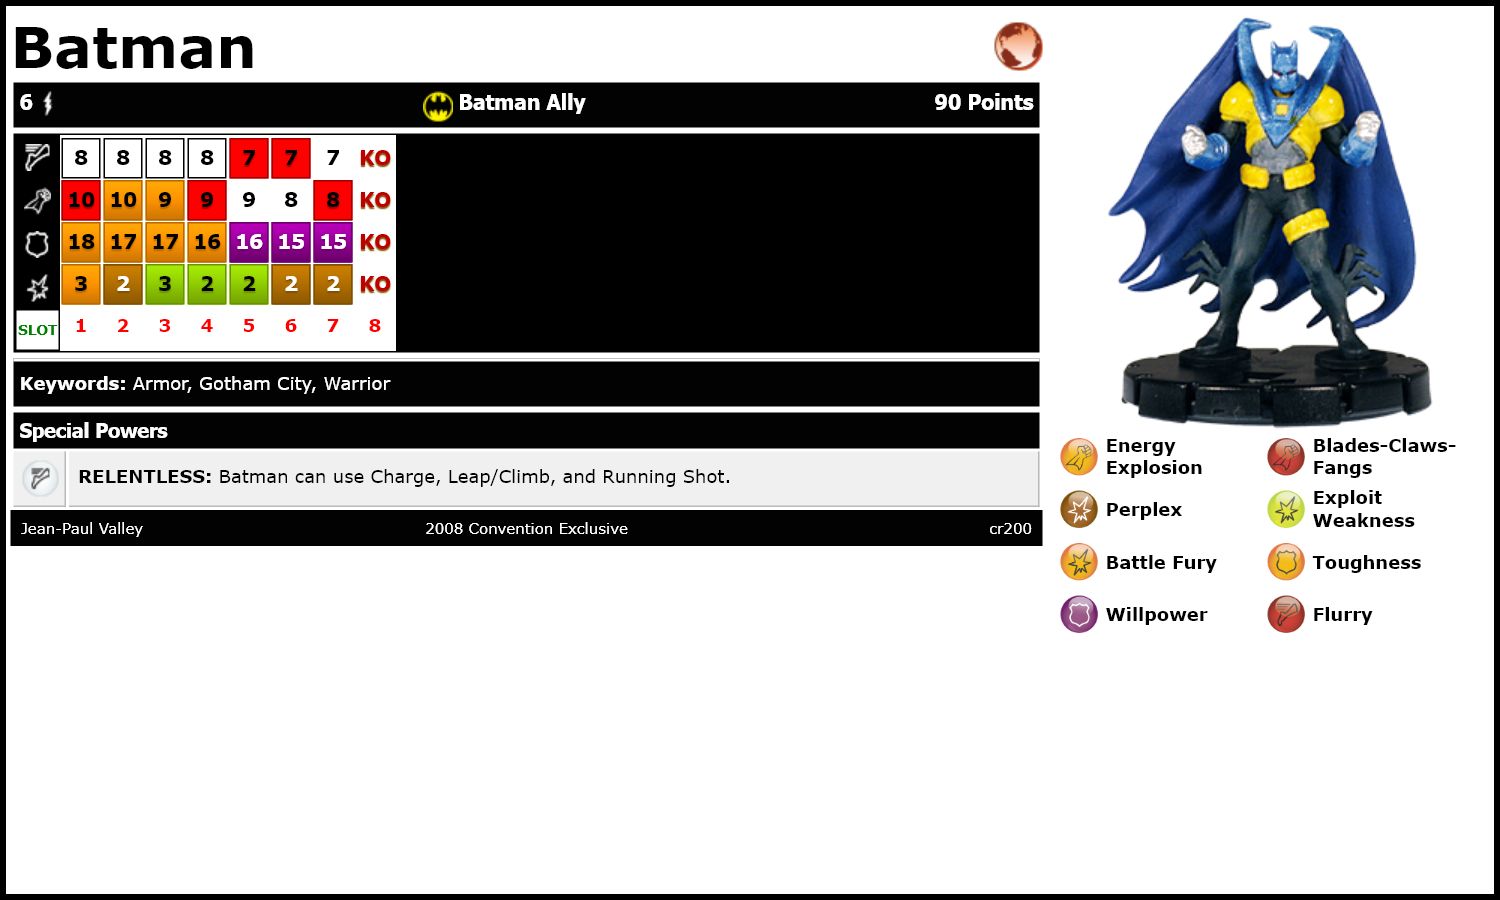 Batman
6 Batman Ally 90 Points
8 8 8 8 7 7 7 KO
10 10 9 9 9 8 8 KO
18 17 17 16 16 15 15 KO
3 2 3 2 2 2 2 KO
SLOT 1 2 3 4 5 6 7 8
Keywords: Armor, Gotham City, Warrior
Special Powers
RELENTLESS: Batman can use Charge, Leap/Climb, and Running Shot.
Jean-Paul Valley 2008 Convention Exclusive cr200
Energy
Explosion
Blades-Claws-
Fangs
Perplex
Exploit
Weakness
Battle Fury
Toughness
Willpower
Flurry